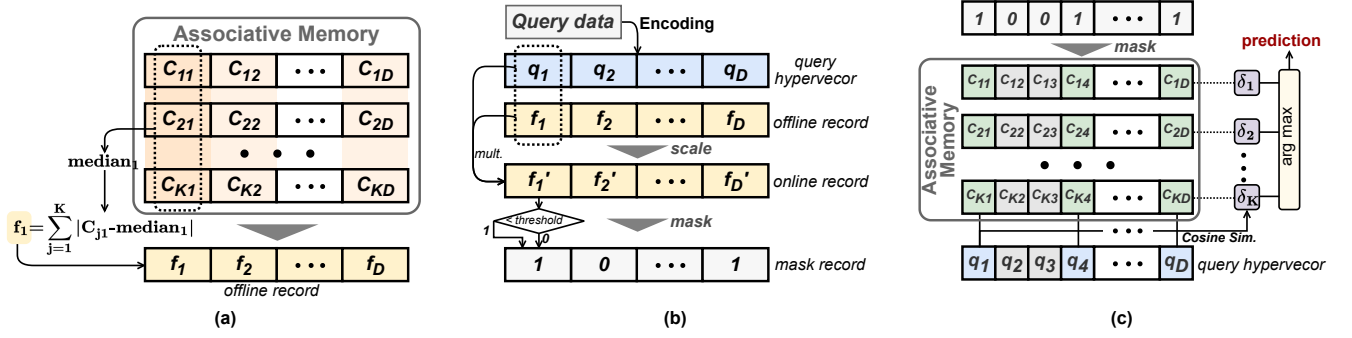 Associative Memory
C11 C12 • • • C1D
C21 C22 • • • C2D
• • •
CK1 CK2 • • • CKD
median1
f1=∑ K j=1 |Cj1-median1|
f1 f2 • • • fD
offline record
(a)
Query data
Encoding
q1 q2 • • • qD
query
hypervecor
f1 f2 • • • fD
offline record
scale
mult.
f1' f2' • • • fD'
online record
< threshold
1 0
mask
1 0 • • • 1
mask record
(b)
1 0 0 1 • • • 1
mask
prediction
Associative
Memory
C11 C12 C13 C14 • • • C1D
δ1
C21 C22 C23 C24 • • • C2D
δ2
• • •
CK1 CK2 CK3 CK4 • • • CKD
δK
arg max
• • •
Cosine Sim.
q1 q2 q3 q4 • • • qD
query hypervecor
(c)